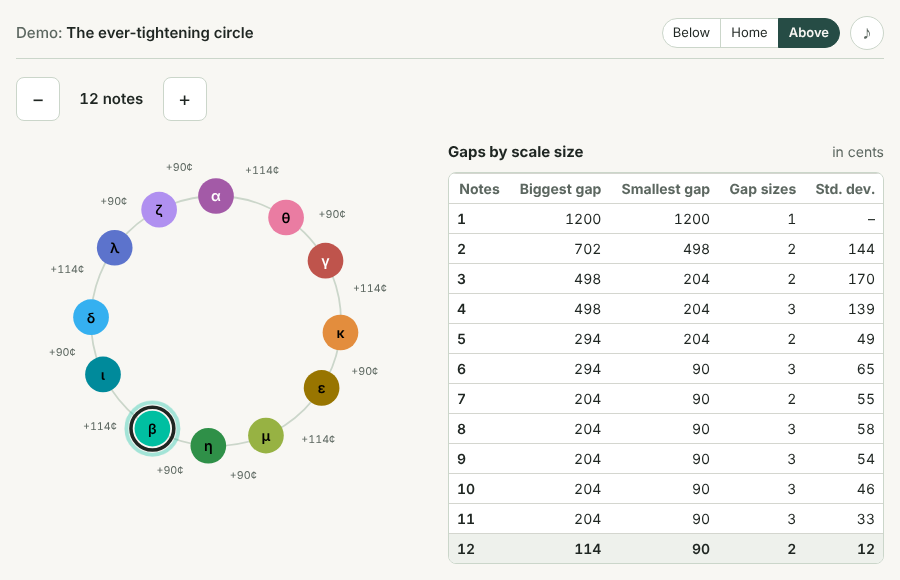 Demo: The ever-tightening circle
Below Home Above ♪
− 12 notes +
Gaps by scale size in cents
Notes Biggest gap Smallest gap Gap sizes Std. dev.
1 1200 1200 1 –
2 702 498 2 144
3 498 204 2 170
4 498 204 3 139
5 294 204 2 49
6 294 90 3 65
7 204 90 2 55
8 204 90 3 58
9 204 90 3 54
10 204 90 3 46
11 204 90 3 33
12 114 90 2 12
+90¢ +114¢
ζ α θ
+90¢ +90¢
λ γ
+114¢ +114¢
δ κ
+90¢ +90¢
ι ε
+114¢ +114¢
β η μ
+90¢ +90¢